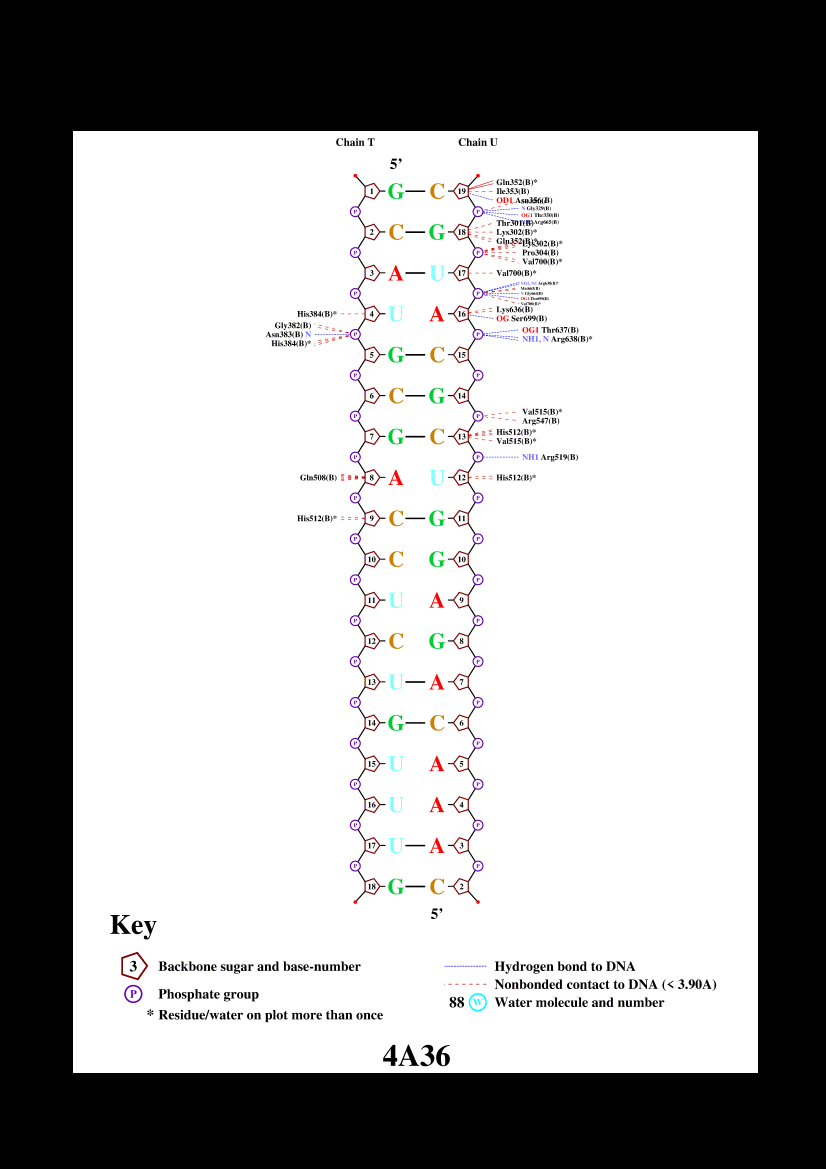 Chain T Chain U
5’
1 G C 19 Gln352(B)*
Ile353(B)
OD1 Asn356(B)
P P N Gly329(B)
OG1 Thr350(B)
Arg665(B)
Thr301(B)
2 C G 18 Lys302(B)*
Gln352(B)*
Lys302(B)*
P P Pro304(B)
Val700(B)*
3 A U 17 Val700(B)*
P P Arg638(B)*
Val700(B)*
Lys636(B)
His384(B)* 4 U A 16
OG Ser699(B)
Gly382(B) OG1 Thr637(B)
Asn383(B) N P P
His384(B)* NH1, N Arg638(B)*
5 G C 15
P P
6 C G 14
Val515(B)*
P P
Arg547(B)
His512(B)*
7 G C 13
Val515(B)*
P P NH1 Arg519(B)
Gln508(B) 8 A U 12 His512(B)*
P P
His512(B)* 9 C G 11
P P
10 C G 10
P P
11 U A 9
P P
12 C G 8
P P
13 U A 7
P P
14 G C 6
P P
15 U A 5
P P
16 U A 4
P P
17 U A 3
P P
18 G C 2
5’
Key
3 Backbone sugar and base-number
Hydrogen bond to DNA
Nonbonded contact to DNA (< 3.90A)
P Phosphate group
88 W Water molecule and number
* Residue/water on plot more than once
4A36